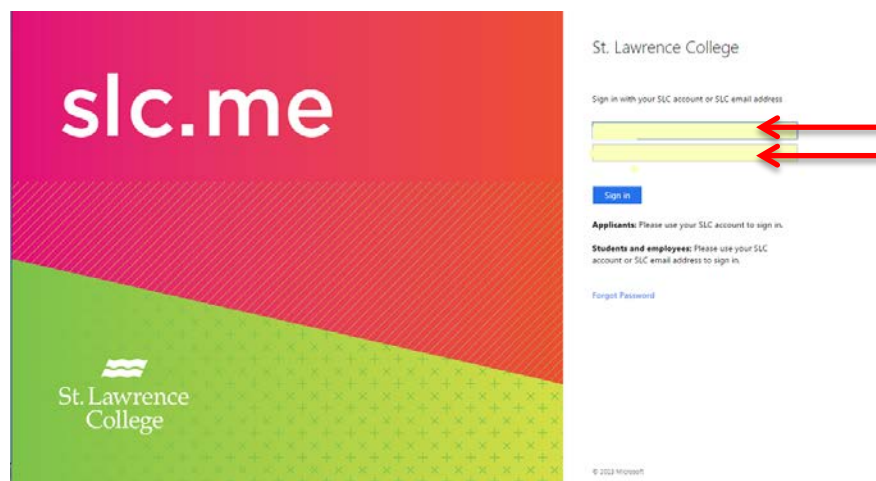 slc.me
St. Lawrence
College
St. Lawrence College
Sign in with your SLC account or SLC email address
Sign in
Applicants: Please use your SLC account to sign in.
Students and employees: Please use your SLC
account or SLC email address to sign in.
Forgot Password
© 2013 Microsoft